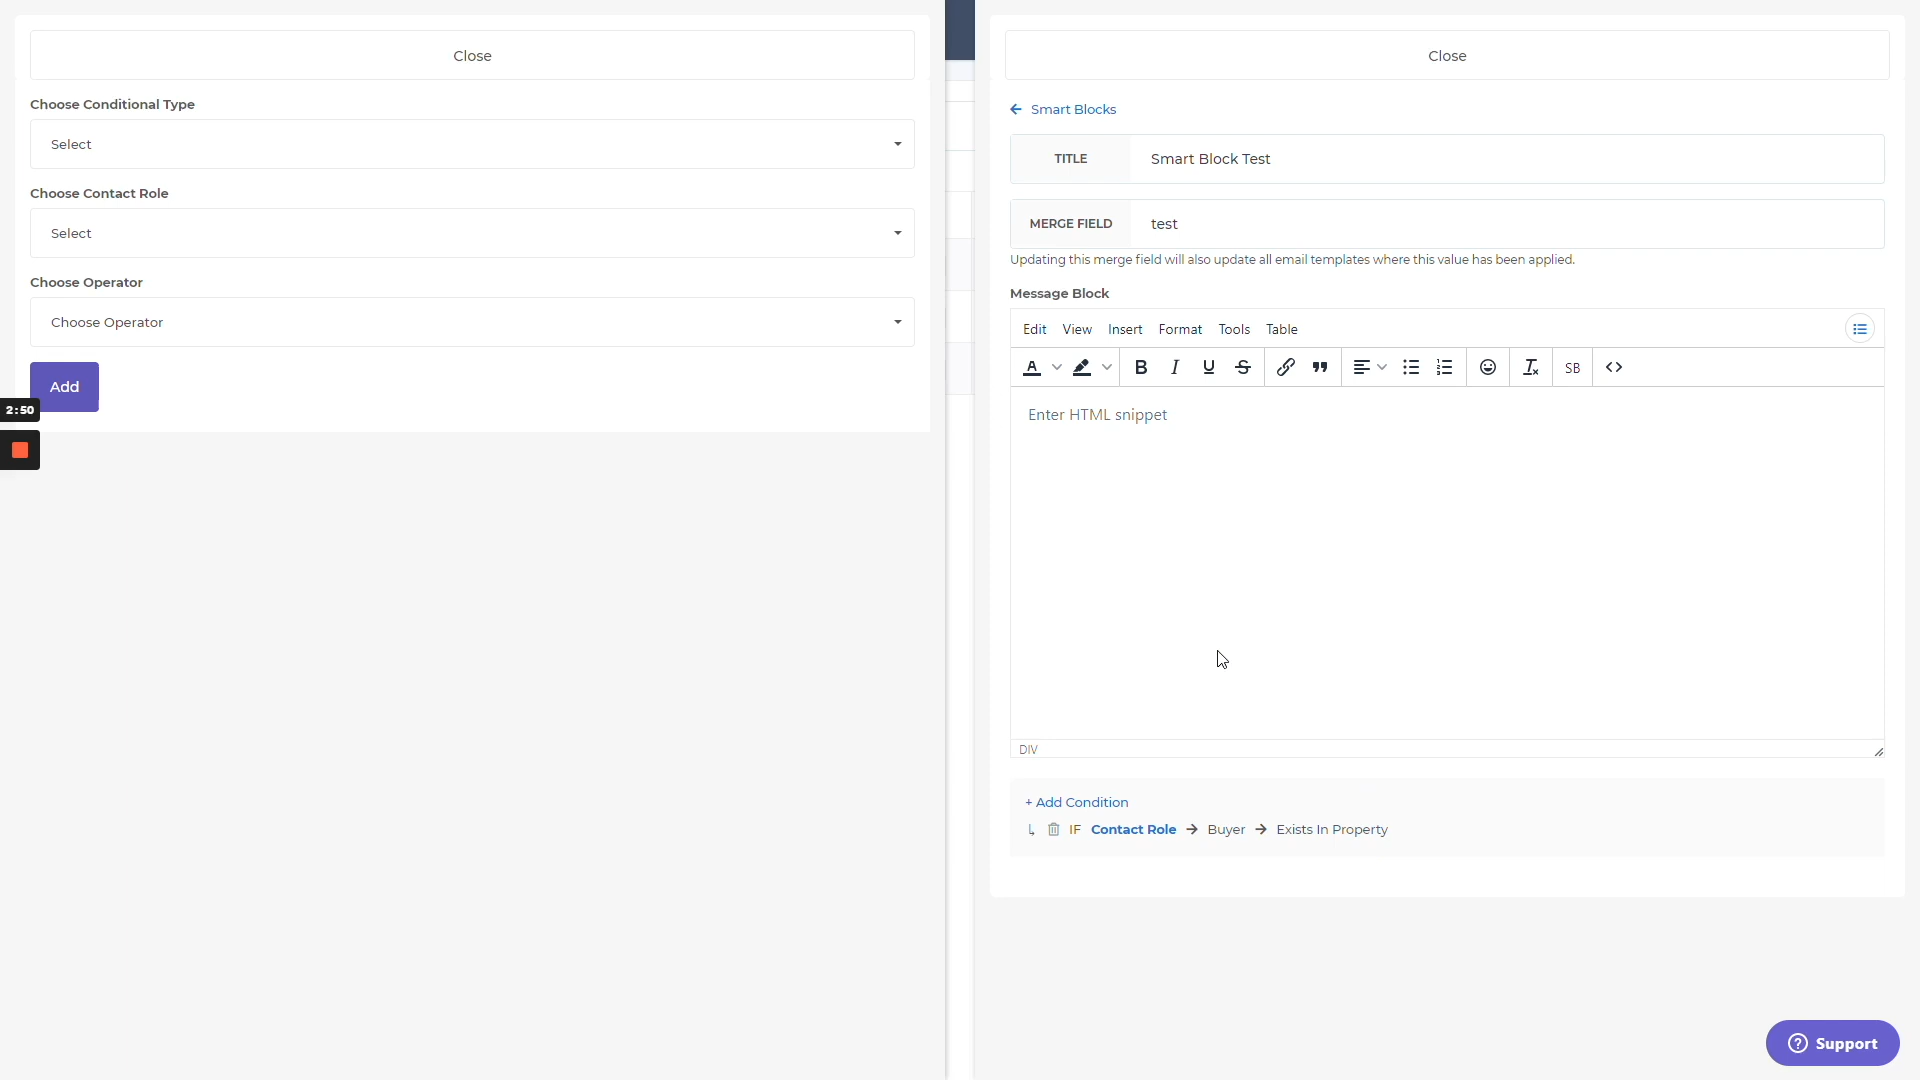 Close
Choose Conditional Type
Select
Choose Contact Role
Select
Choose Operator
Choose Operator
Add
2:50
Close
Smart Blocks
TITLE Smart Block Test
MERGE FIELD test
Updating this merge field will also update all email templates where this value has been applied.
Message Block
Edit View Insert Format Tools Table
A B I U S SB
Enter HTML snippet
DIV
+ Add Condition
IF Contact Role → Buyer → Exists In Property
Support